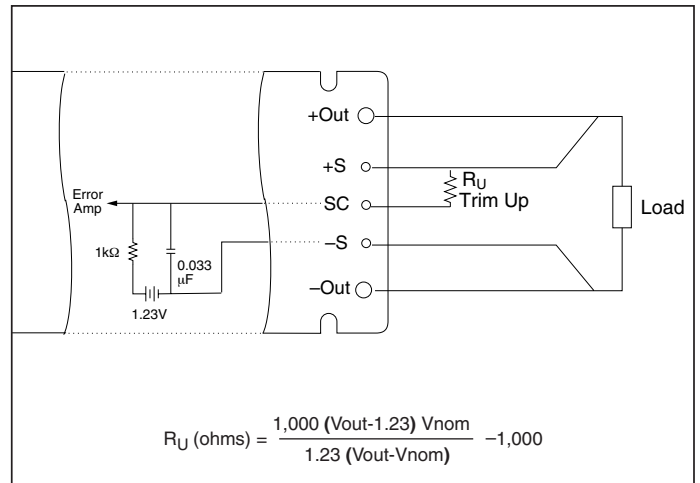 +Out
+S
RU
Trim Up
Error
Amp
SC
Load
1kΩ
0.033
μF
–S
–Out
1.23V
RU (ohms) = 1,000 (Vout-1.23) Vnom / 1.23 (Vout-Vnom) –1,000